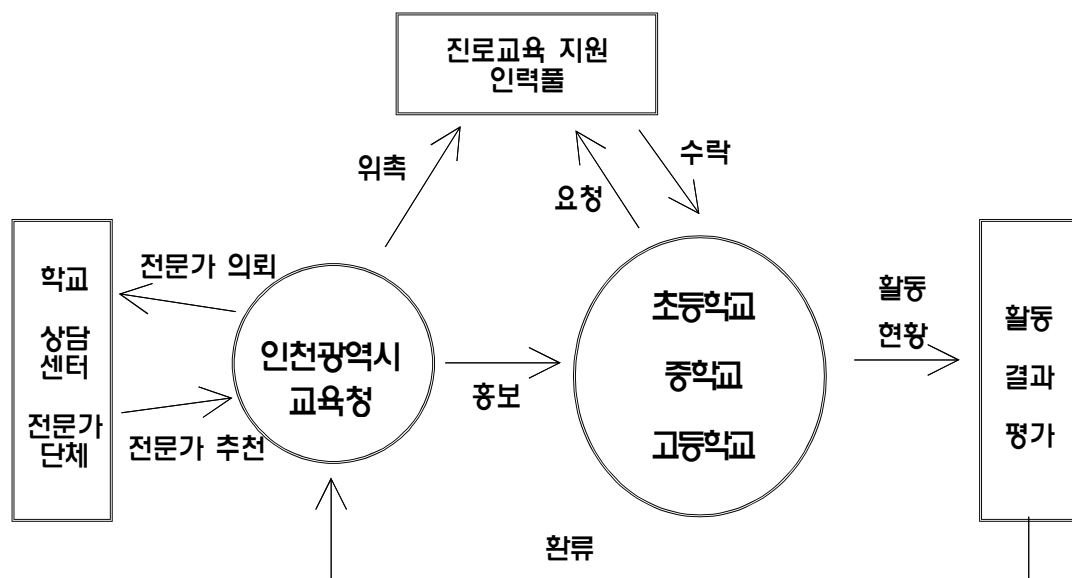 진로교육 지원
인력풀
위촉
수락
요청
학교
상담
센터
전문가
단체
전문가 의뢰
전문가 추천
인천광역시
교육청
홍보
초등학교
중학교
고등학교
활동
현황
활동
결과
평가
환류